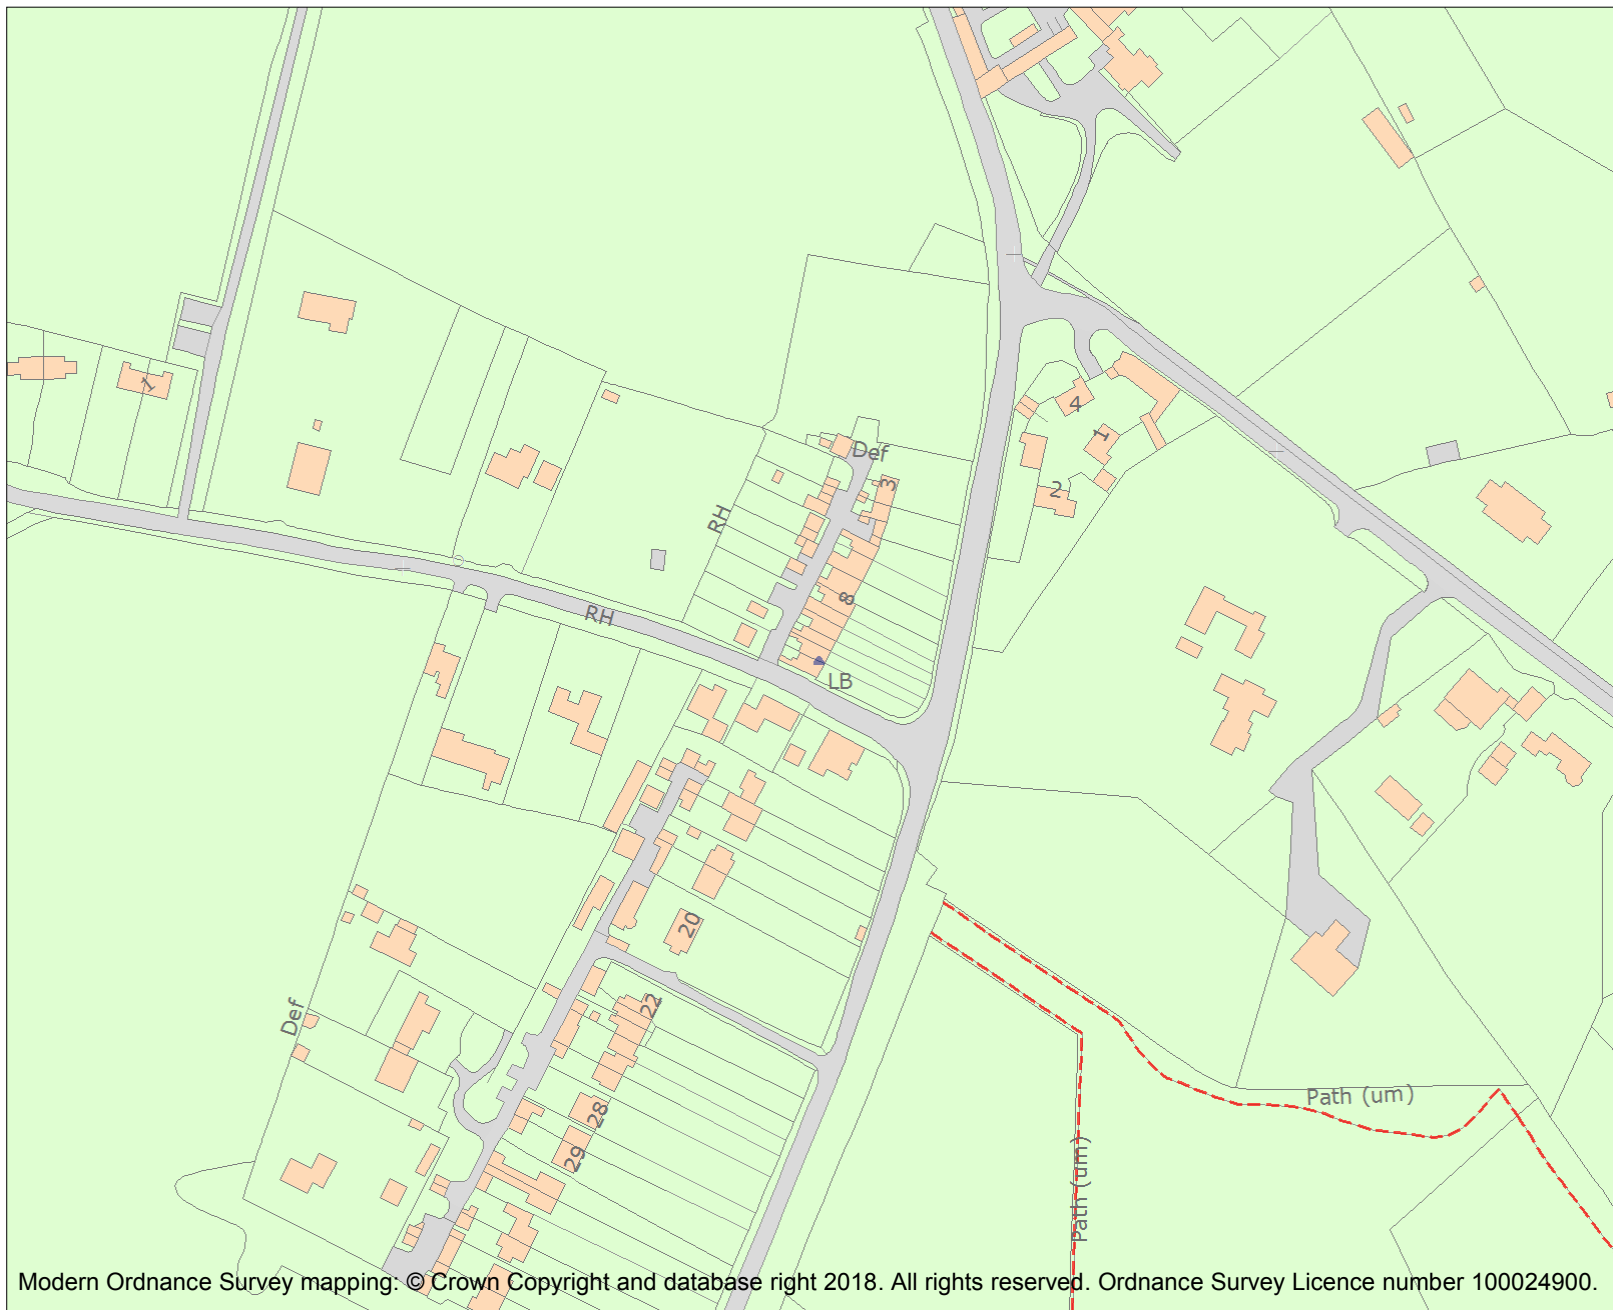 1
Def
3
RH
4
1
2
8
RH
LB
20
22
Def
28
29
Path (um)
Path (um)
Modern Ordnance Survey mapping: © Crown Copyright and database right 2018. All rights reserved. Ordnance Survey Licence number 100024900.